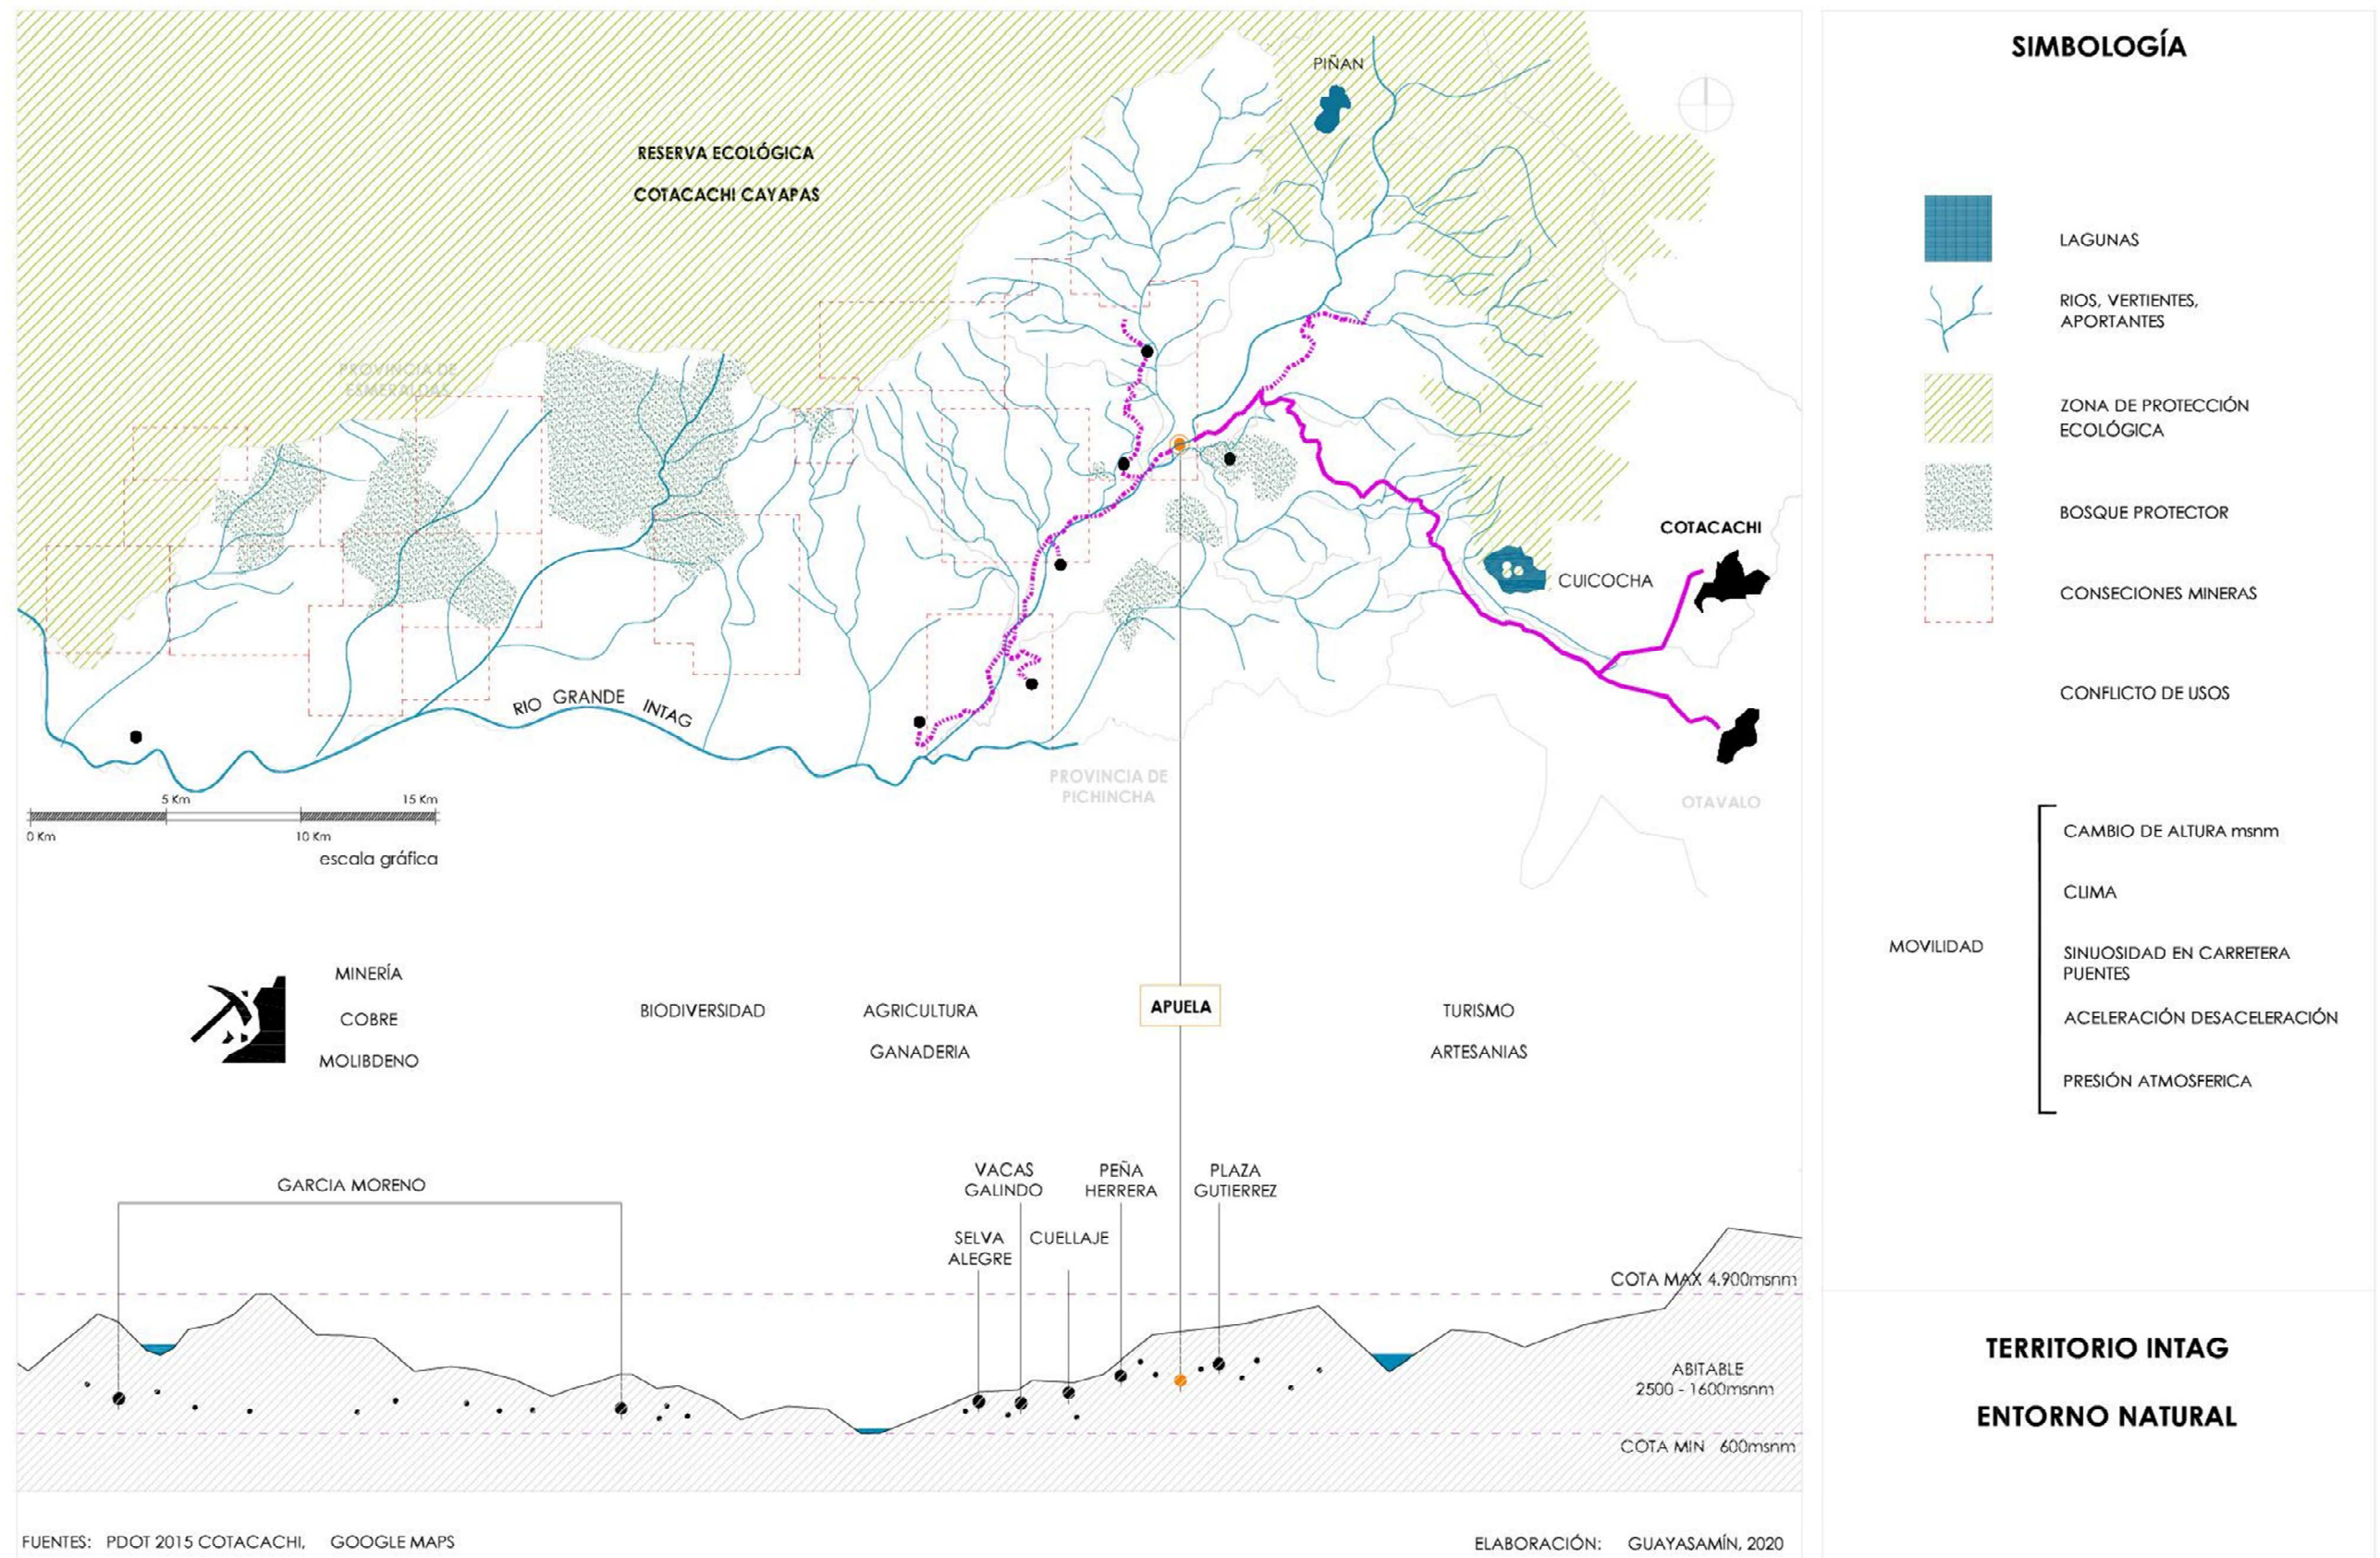 PIÑAN
RESERVA ECOLÓGICA
COTACACHI CAYAPAS
PROVINCIA DE
ESMERALDAS
COTACACHI
CUICOCHA
RIO GRANDE INTAG
PROVINCIA DE
PICHINCHA
OTAVALO
5 Km
15 Km
0 Km
10 Km
escala gráfica
MINERÍA
COBRE
MOLIBDENO
BIODIVERSIDAD
AGRICULTURA
GANADERIA
APUELA
TURISMO
ARTESANIAS
GARCIA MORENO
VACAS
GALINDO
PEÑA
HERRERA
PLAZA
GUTIERREZ
SELVA
ALEGRE
CUELLAJE
COTA MAX 4.900msnm
ABITABLE
2500 - 1600msnm
COTA MIN 600msnm
FUENTES: PDOT 2015 COTACACHI, GOOGLE MAPS
ELABORACIÓN: GUAYASAMÍN, 2020
SIMBOLOGÍA
LAGUNAS
RIOS, VERTIENTES,
APORTANTES
ZONA DE PROTECCIÓN
ECOLÓGICA
BOSQUE PROTECTOR
CONSECIONES MINERAS
CONFLICTO DE USOS
MOVILIDAD
CAMBIO DE ALTURA msnm
CLIMA
SINUOSIDAD EN CARRETERA
PUENTES
ACELERACIÓN DESACELERACIÓN
PRESIÓN ATMOSFERICA
TERRITORIO INTAG
ENTORNO NATURAL